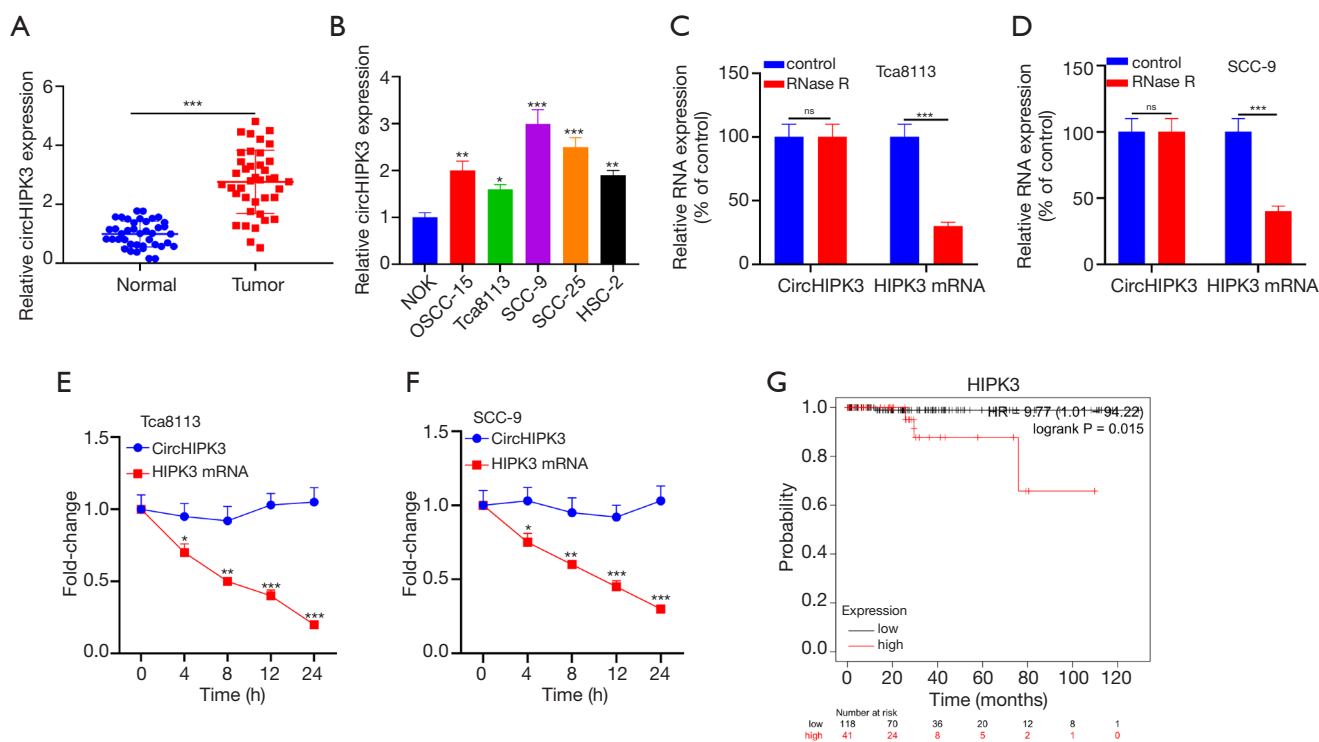 A
Relative circHIPK3 expression
6
4
2
0
***
Normal
Tumor
B
Relative circHIPK3 expression
4
3
2
1
0
**
*
***
***
**
NOK
OSCC-15
Tca8113
SCC-9
SCC-25
HSC-2
C
Relative RNA expression
(% of control)
150
100
50
0
control
RNase R
Tca8113
ns
***
CircHIPK3
HIPK3 mRNA
D
Relative RNA expression
(% of control)
150
100
50
0
control
RNase R
SCC-9
ns
***
CircHIPK3
HIPK3 mRNA
E
Tca8113
CircHIPK3
HIPK3 mRNA
Fold-change
1.5
1.0
0.5
0.0
*
**
***
***
0 4 8 12 24
Time (h)
F
SCC-9
CircHIPK3
HIPK3 mRNA
Fold-change
1.5
1.0
0.5
0.0
*
**
***
***
0 4 8 12 24
Time (h)
G
HIPK3
HR = 9.77 (1.01 − 94.22)
logrank P = 0.015
Probability
1.0
0.8
0.6
0.4
0.2
0.0
Expression
low
high
0 20 40 60 80 100 120
Time (months)
Number at risk
low 118 70 36 20 12 8 1
high 41 24 8 5 2 1 0